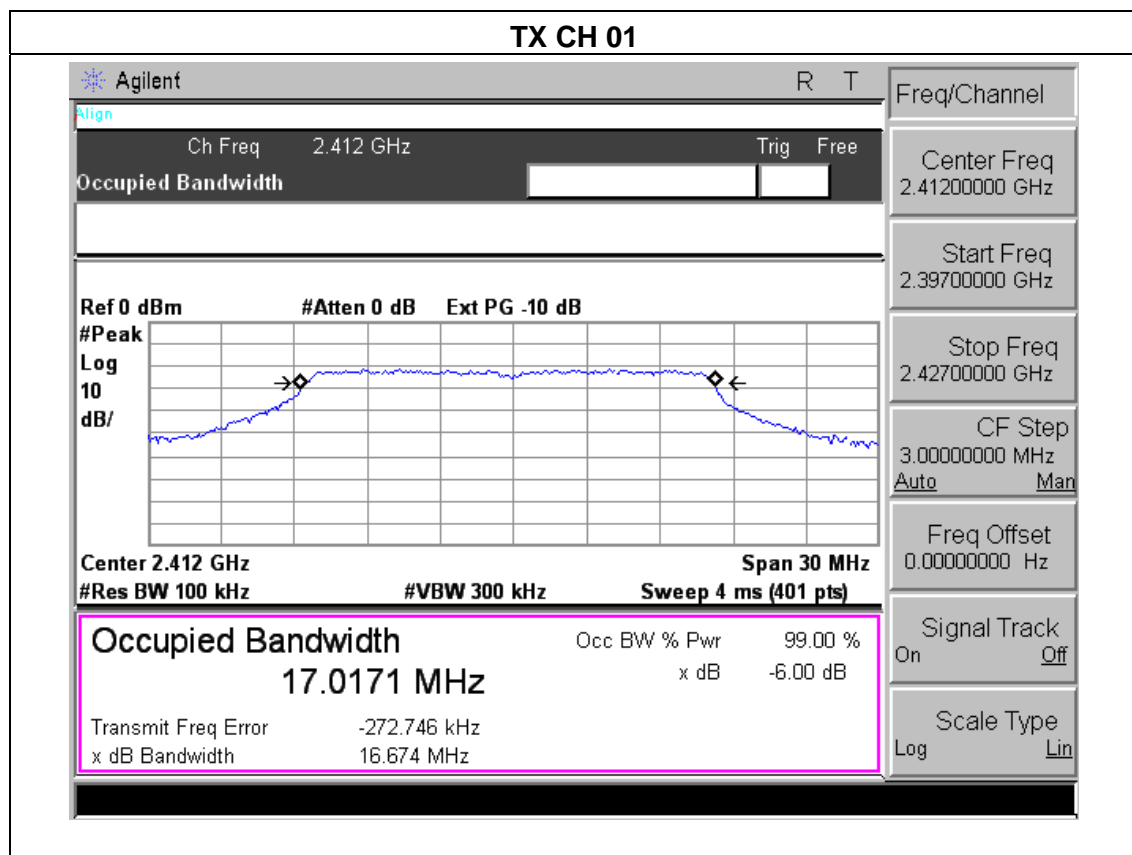 TX CH 01
Agilent R T
Align
Ch Freq 2.412 GHz Trig Free
Occupied Bandwidth
Ref 0 dBm #Atten 0 dB Ext PG -10 dB
#Peak
Log
10
dB/
Center 2.412 GHz Span 30 MHz
#Res BW 100 kHz #VBW 300 kHz Sweep 4 ms (401 pts)
Occupied Bandwidth
17.0171 MHz
Occ BW % Pwr 99.00 %
x dB -6.00 dB
Transmit Freq Error -272.746 kHz
x dB Bandwidth 16.674 MHz
Freq/Channel
Center Freq
2.41200000 GHz
Start Freq
2.39700000 GHz
Stop Freq
2.42700000 GHz
CF Step
3.00000000 MHz
Auto Man
Freq Offset
0.00000000 Hz
Signal Track
On Off
Scale Type
Log Lin